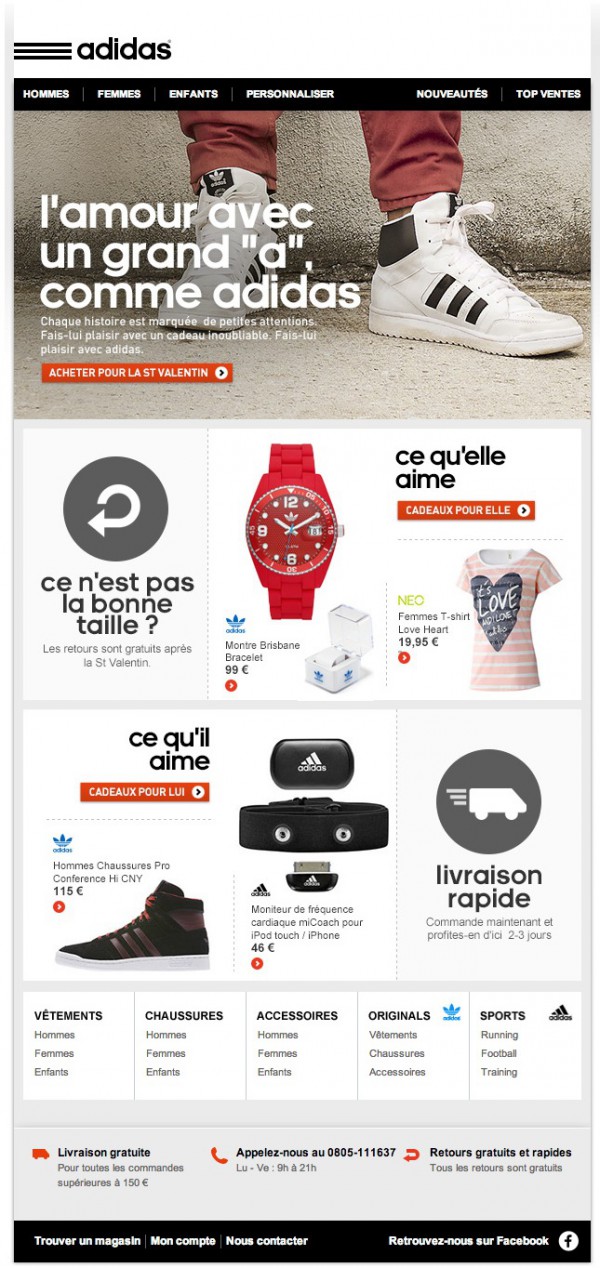 adidas
HOMMES FEMMES ENFANTS PERSONNALISER NOUVEAUTÉS TOP VENTES
l'amour avec
un grand "a",
comme adidas
Chaque histoire est marquée de petites attentions.
Fais-lui plaisir avec un cadeau inoubliable. Fais-lui
plaisir avec adidas.
ACHETER POUR LA ST VALENTIN
ce n'est pas
la bonne
taille ?
Les retours sont gratuits après
la St Valentin.
adidas
Montre Brisbane
Bracelet
99 €
ce qu'elle
aime
CADEAUX POUR ELLE
NEO
Femmes T-shirt
Love Heart
19,95 €
IT'S
LOVE
ce qu'il
aime
CADEAUX POUR LUI
adidas
Hommes Chaussures Pro
Conference Hi CNY
115 €
adidas
adidas
Moniteur de fréquence
cardiaque miCoach pour
iPod touch / iPhone
46 €
livraison
rapide
Commande maintenant et
profites-en d'ici 2-3 jours
VÊTEMENTS
Hommes
Femmes
Enfants
CHAUSSURES
Hommes
Femmes
Enfants
ACCESSOIRES
Hommes
Femmes
Enfants
ORIGINALS adidas
Vêtements
Chaussures
Accessoires
SPORTS adidas
Running
Football
Training
Livraison gratuite
Pour toutes les commandes
supérieures à 150 €
Appelez-nous au 0805-111637
Lu - Ve : 9h à 21h
Retours gratuits et rapides
Tous les retours sont gratuits
Trouver un magasin Mon compte Nous contacter Retrouvez-nous sur Facebook